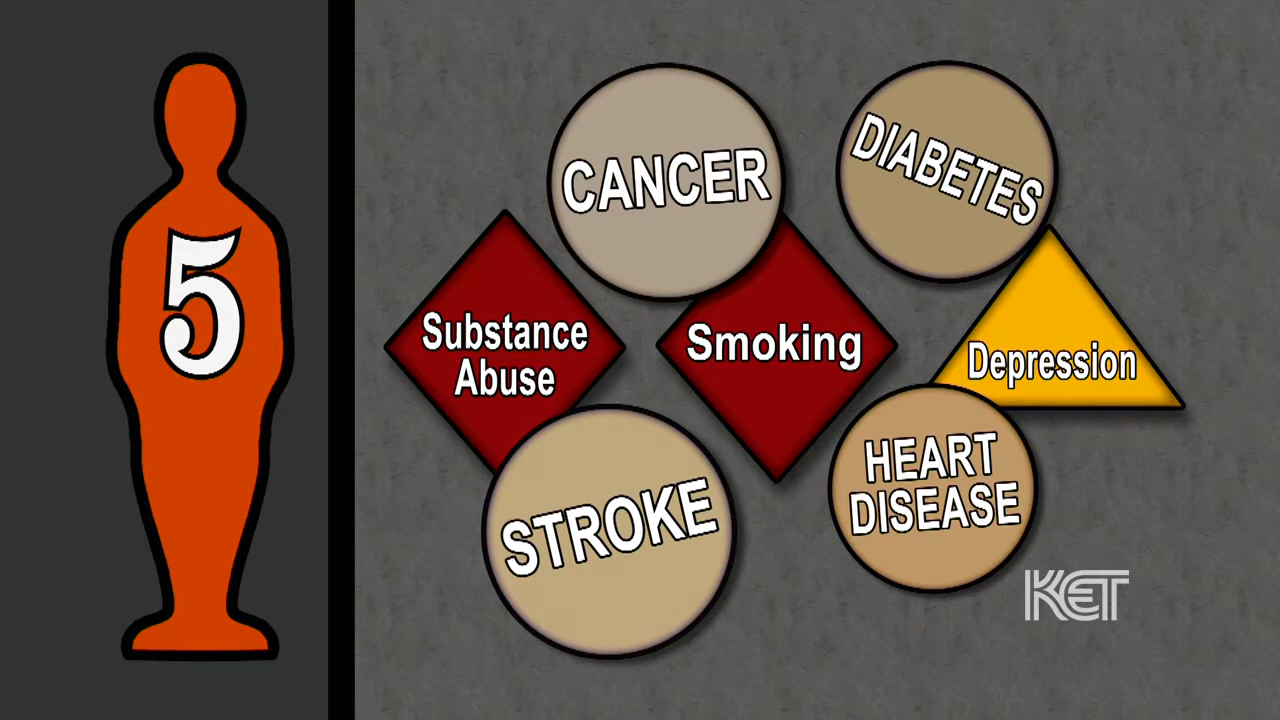 5
CANCER
DIABETES
Substance
Abuse
Smoking
Depression
STROKE
HEART
DISEASE
KET